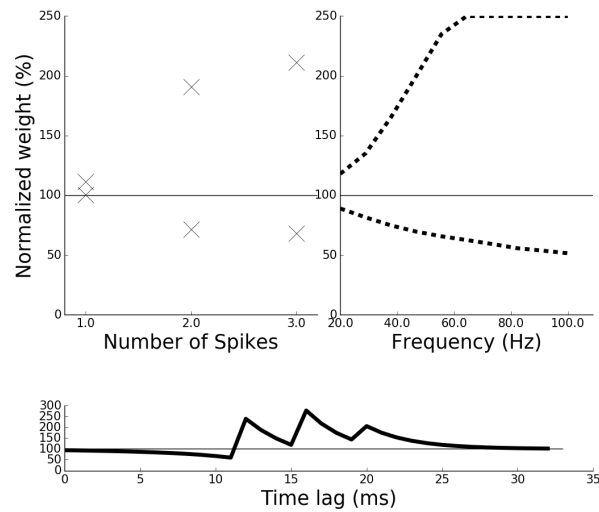 250
200
150
100
50
0
Normalized weight (%)
1.0 2.0 3.0
Number of Spikes
250
200
150
100
50
0
20.0 40.0 60.0 80.0 100.0
Frequency (Hz)
300
250
200
150
100
50
0
0 5 10 15 20 25 30 35
Time lag (ms)